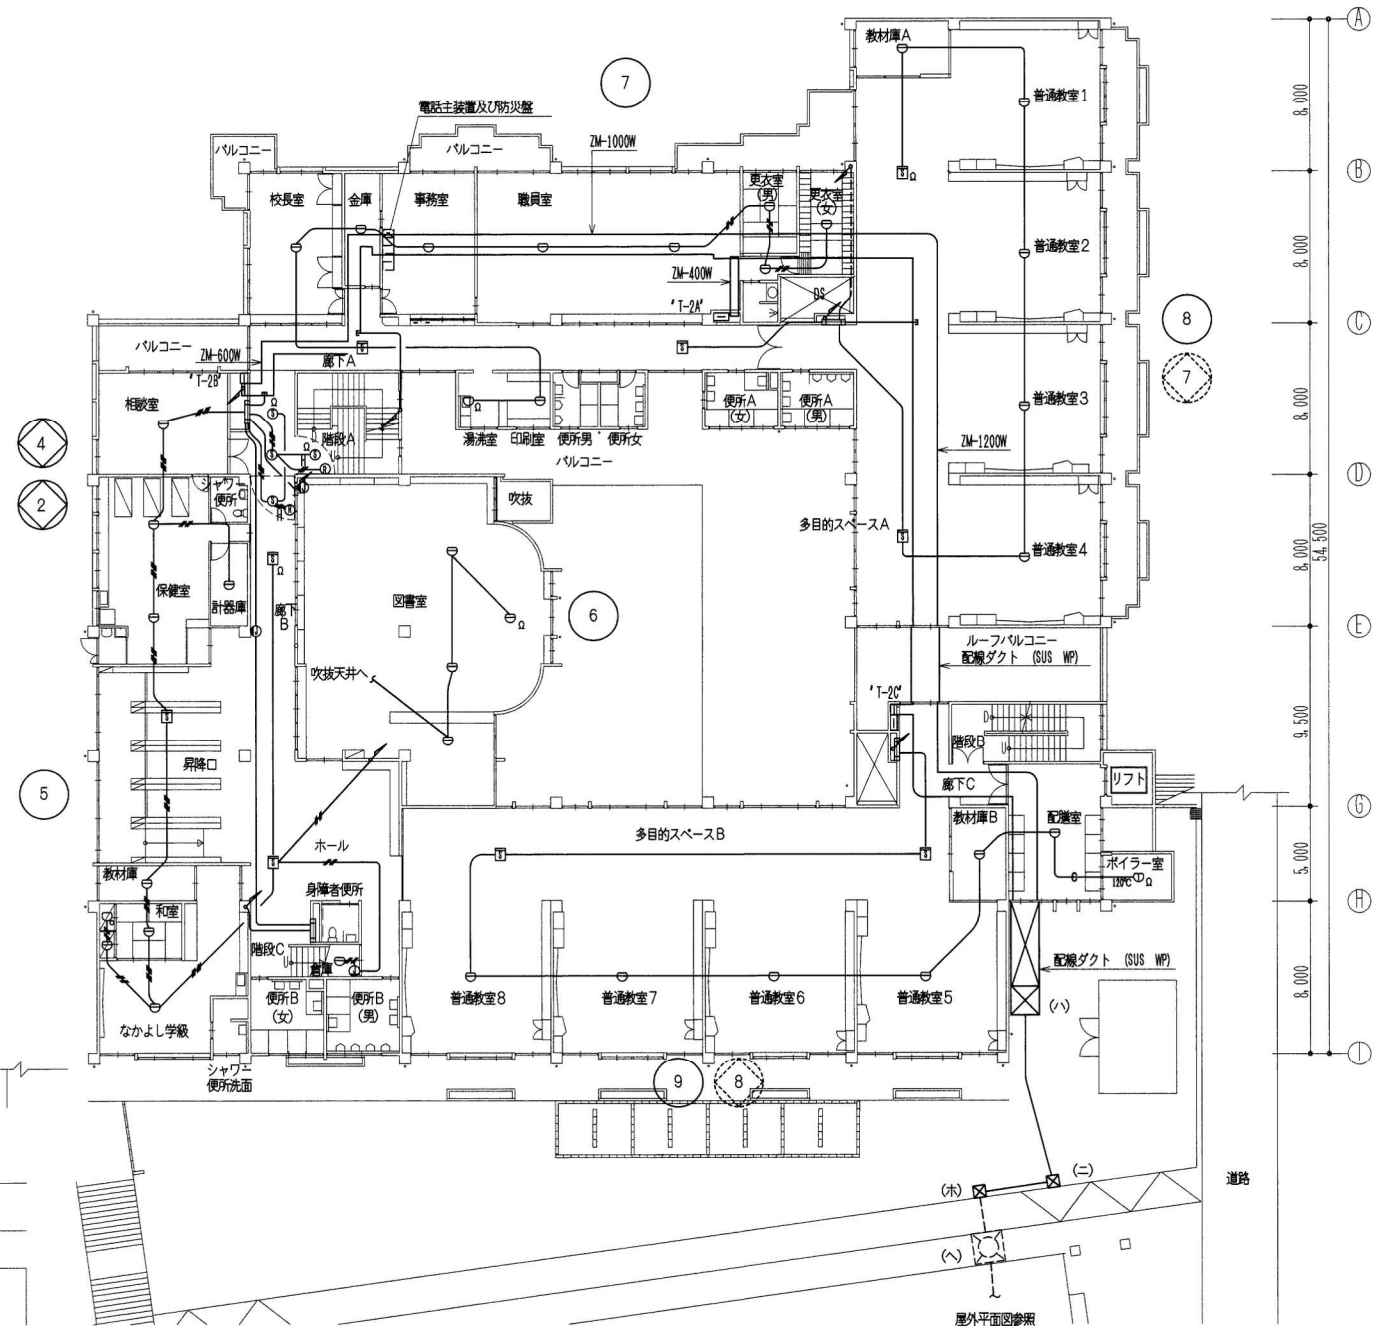 Ⓐ
教材庫A
普通教室1
8,000
7
電話主装置及び防災盤
バルコニー
バルコニー
ZM-1000W
Ⓑ
校長室
金庫
事務室
職員室
更衣室
(男)
更衣室
(女)
Ω
普通教室2
8,000
ZM-400W
"T-2A"
DS
8
7
Ⓒ
バルコニー
ZM-600W
"T-2B"
廊下A
相談室
Ω
階段A
Ω
湯沸室
印刷室
便所男
便所女
バルコニー
便所A
(女)
便所A
(男)
普通教室3
8,000
4
2
ZM-1200W
Ⓓ
シャワー
便所
吹抜
多目的スペースA
普通教室4
8,000
54,500
保健室
計器庫
Ω
廊下
B
図書室
Ω
6
Ⓔ
ルーフバルコニー
配線ダクト (SUS WP)
吹抜天井へ
"T-2C"
9,500
階段B
D
U
5
昇降口
廊下C
リフト
Ⓖ
ホール
多目的スペースB
教材庫B
配膳室
ボイラー室
120℃
Ω
5,000
教材庫
和室
身障者便所
Ⓗ
階段C
U
倉庫
配線ダクト (SUS WP)
8,000
便所B
(女)
便所B
(男)
普通教室8
普通教室7
普通教室6
普通教室5
(ハ)
なかよし学級
シャワー
便所洗面
Ⓘ
9
8
(ホ)
(ニ)
道路
(ヘ)
屋外平面図参照